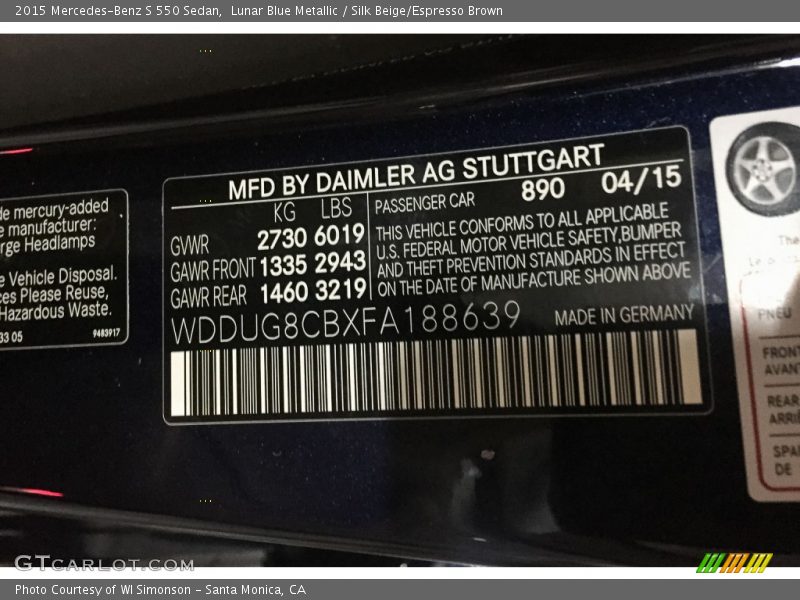 2015 Mercedes-Benz S 550 Sedan, Lunar Blue Metallic / Silk Beige/Espresso Brown
de mercury-added
e manufacturer:
rge Headlamps
e Vehicle Disposal.
ces Please Reuse,
Hazardous Waste.
33 05 9483917
MFD BY DAIMLER AG STUTTGART
KG LBS
GVWR 2730 6019
GAWR FRONT 1335 2943
GAWR REAR 1460 3219
PASSENGER CAR 890 04/15
THIS VEHICLE CONFORMS TO ALL APPLICABLE
U.S. FEDERAL MOTOR VEHICLE SAFETY,BUMPER
AND THEFT PREVENTION STANDARDS IN EFFECT
ON THE DATE OF MANUFACTURE SHOWN ABOVE
WDDUG8CBXFA188639 MADE IN GERMANY
The
PNEU
FRONT
AVANT
REAR
ARRIÈ
SPA
DE
GTCARLOT.COM
Photo Courtesy of WI Simonson - Santa Monica, CA